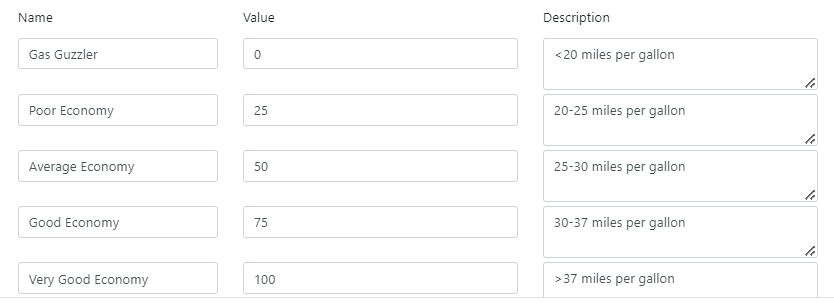 Name Value Description
Gas Guzzler 0 <20 miles per gallon
Poor Economy 25 20-25 miles per gallon
Average Economy 50 25-30 miles per gallon
Good Economy 75 30-37 miles per gallon
Very Good Economy 100 >37 miles per gallon